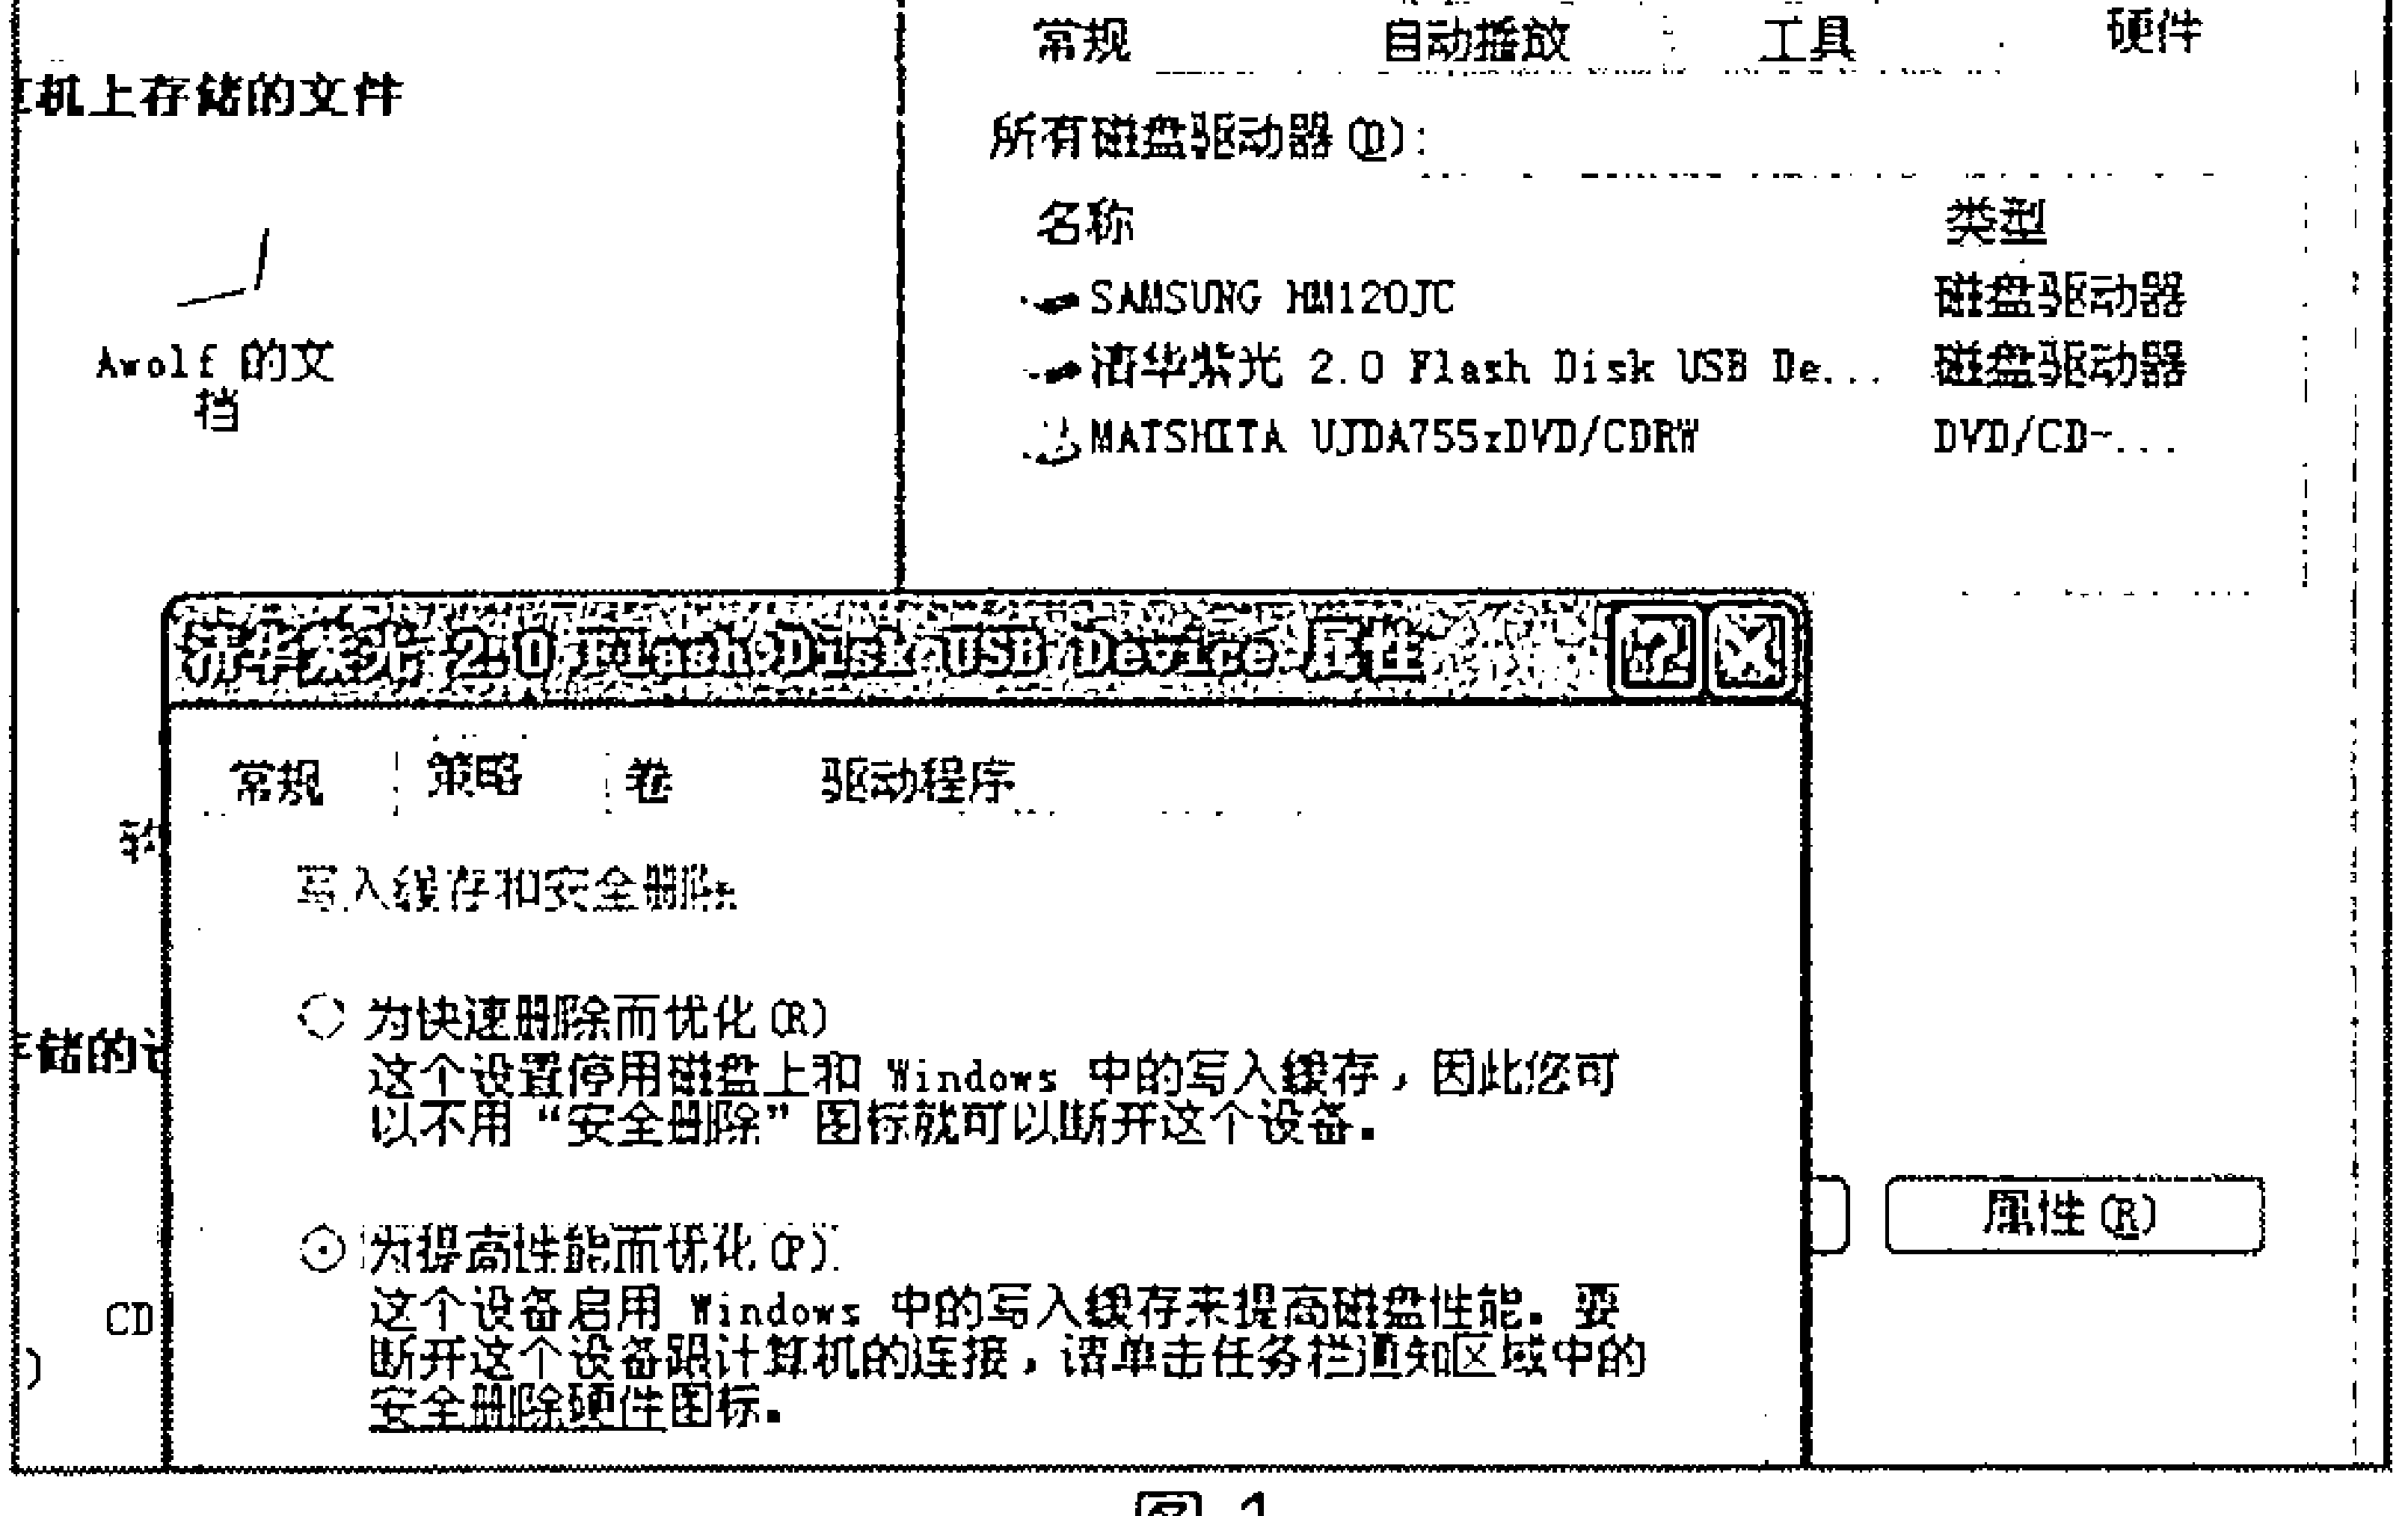 常规 自动播放 工具 硬件
机上存储的文件
所有磁盘驱动器(D):
名称 类型
SAMSUNG HM120JC 磁盘驱动器
清华紫光 2.0 Flash Disk USB De... 磁盘驱动器
MATSHITA UJDA755xDVD/CDRW DVD/CD-...
Awolf 的文
档
清华紫光 2.0 Flash Disk USB Device 属性
常规 策略 卷 驱动程序
写入缓存和安全删除
为快速删除而优化(R)
这个设置停用磁盘上和 Windows 中的写入缓存，因此您可
以不用“安全删除”图标就可以断开这个设备。
储的
属性(R)
为提高性能而优化(P)
这个设备启用 Windows 中的写入缓存来提高磁盘性能。要
断开这个设备跟计算机的连接，请单击任务栏通知区域中的
安全删除硬件图标。
CD
)
图 1